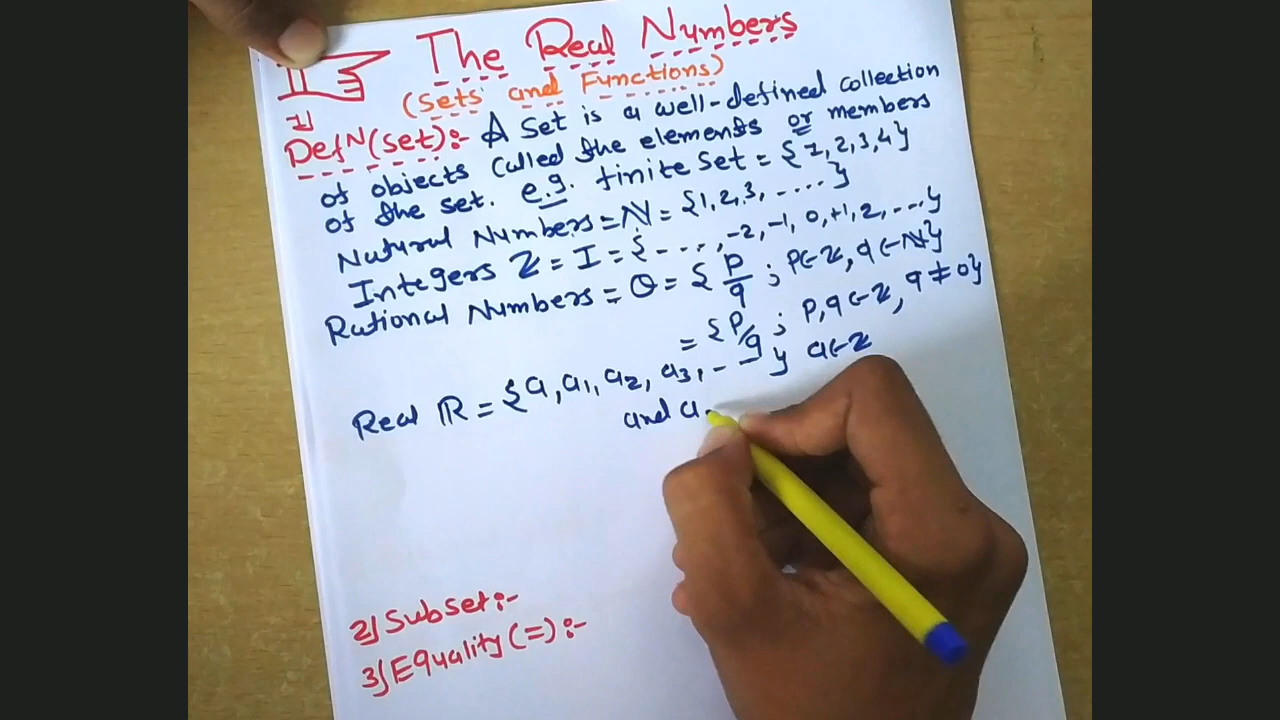 The Real Numbers
(Sets and Functions)
1)
Defᴺ(set):- A set is a well-defined collection
of objects called the elements or members
of the set. e.g. finite set = {1,2,3,4}
Natural Numbers = N = {1,2,3, .....}
Integers Z = I = {- ..., -2, -1, 0, +1, 2, ...}
Rational Numbers = Q = { p/q ; p∈Z, q∈N}
= {p/q ; p,q∈Z, q≠0}
Real ℝ = {a, a1, a2, a3, - - } a∈Z
and a
2) Subset:-
3) Equality(=):-